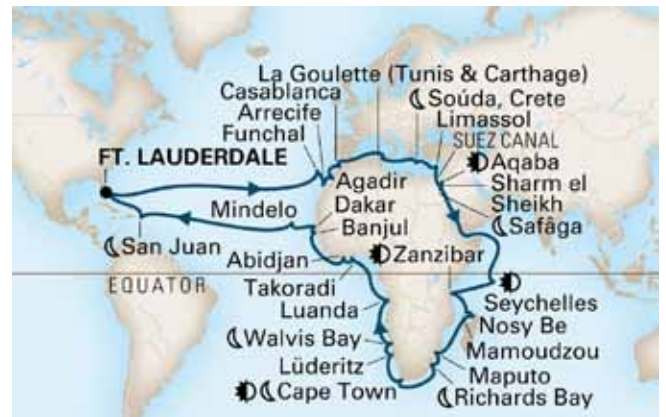 La Goulette (Tunis & Carthage)
Casablanca
Soúda, Crete
Arrecife
Limassol
Funchal
SUEZ CANAL
FT. LAUDERDALE
Aqaba
Agadir
Sharm el
Sheikh
Mindelo
Dakar
Banjul
Safâga
San Juan
Abidjan
Zanzibar
EQUATOR
Takoradi
Seychelles
Luanda
Nosy Be
Walvis Bay
Mamoudzou
Lüderitz
Maputo
Cape Town
Richards Bay